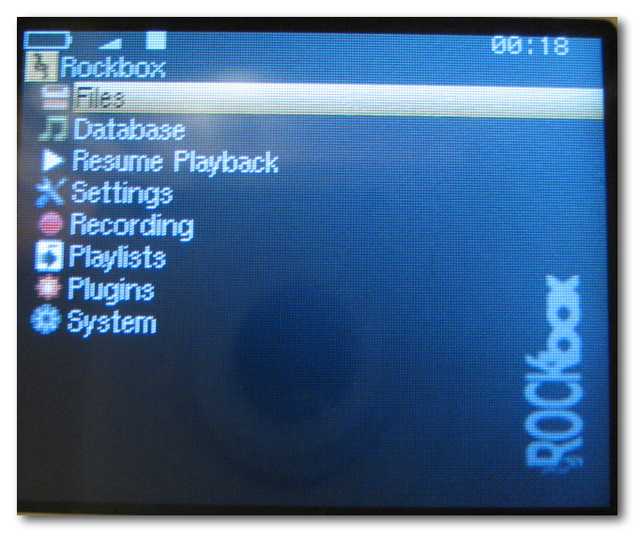 00:18
Rockbox
Files
Database
Resume Playback
Settings
Recording
Playlists
Plugins
System
ROCKbox